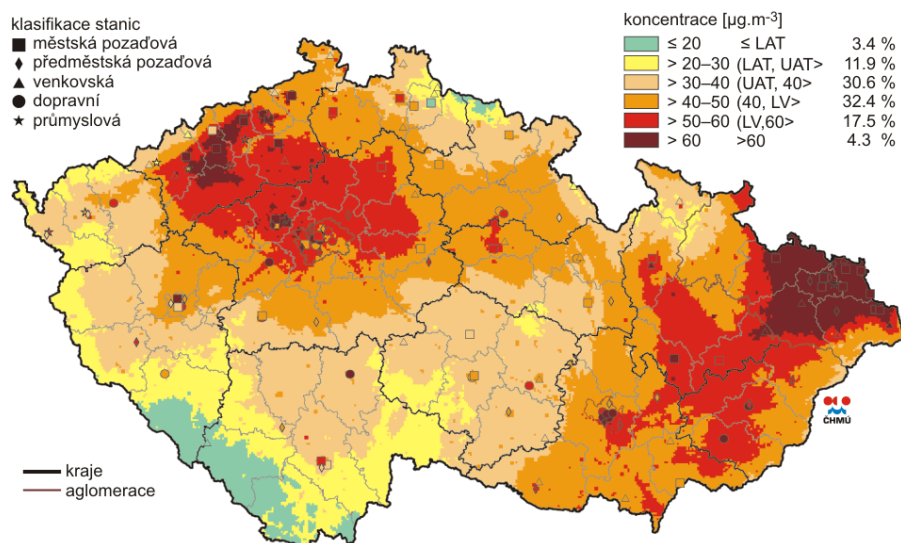 klasifikace stanic
městská pozaďová
předměstská pozaďová
venkovská
dopravní
průmyslová
koncentrace [µg.m⁻³]
≤ 20 ≤ LAT 3.4 %
> 20–30 (LAT, UAT> 11.9 %
> 30–40 (UAT, 40> 30.6 %
> 40–50 (40, LV> 32.4 %
> 50–60 (LV,60> 17.5 %
> 60 >60 4.3 %
ČHMÚ
kraje
aglomerace